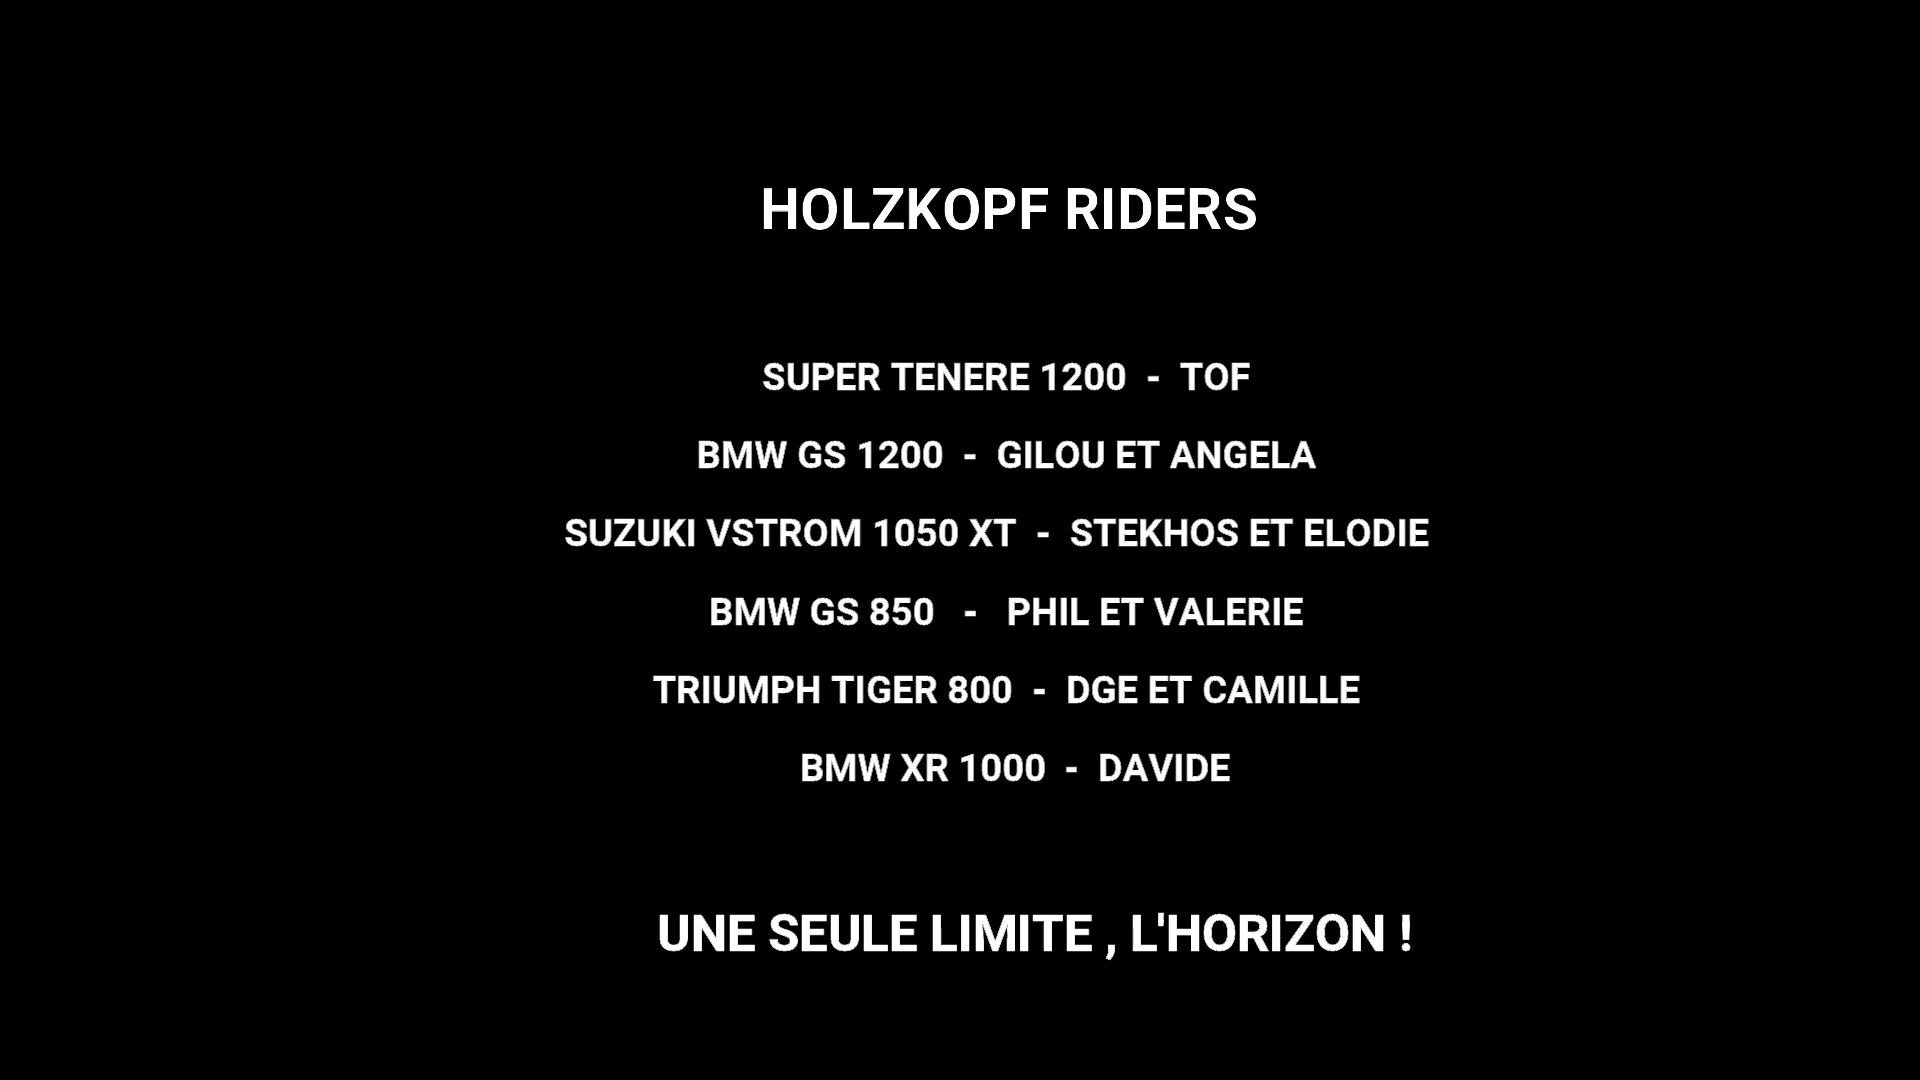 HOLZKOPF RIDERS
SUPER TENERE 1200 - TOF
BMW GS 1200 - GILOU ET ANGELA
SUZUKI VSTROM 1050 XT - STEKHOS ET ELODIE
BMW GS 850 - PHIL ET VALERIE
TRIUMPH TIGER 800 - DGE ET CAMILLE
BMW XR 1000 - DAVIDE
UNE SEULE LIMITE , L'HORIZON !